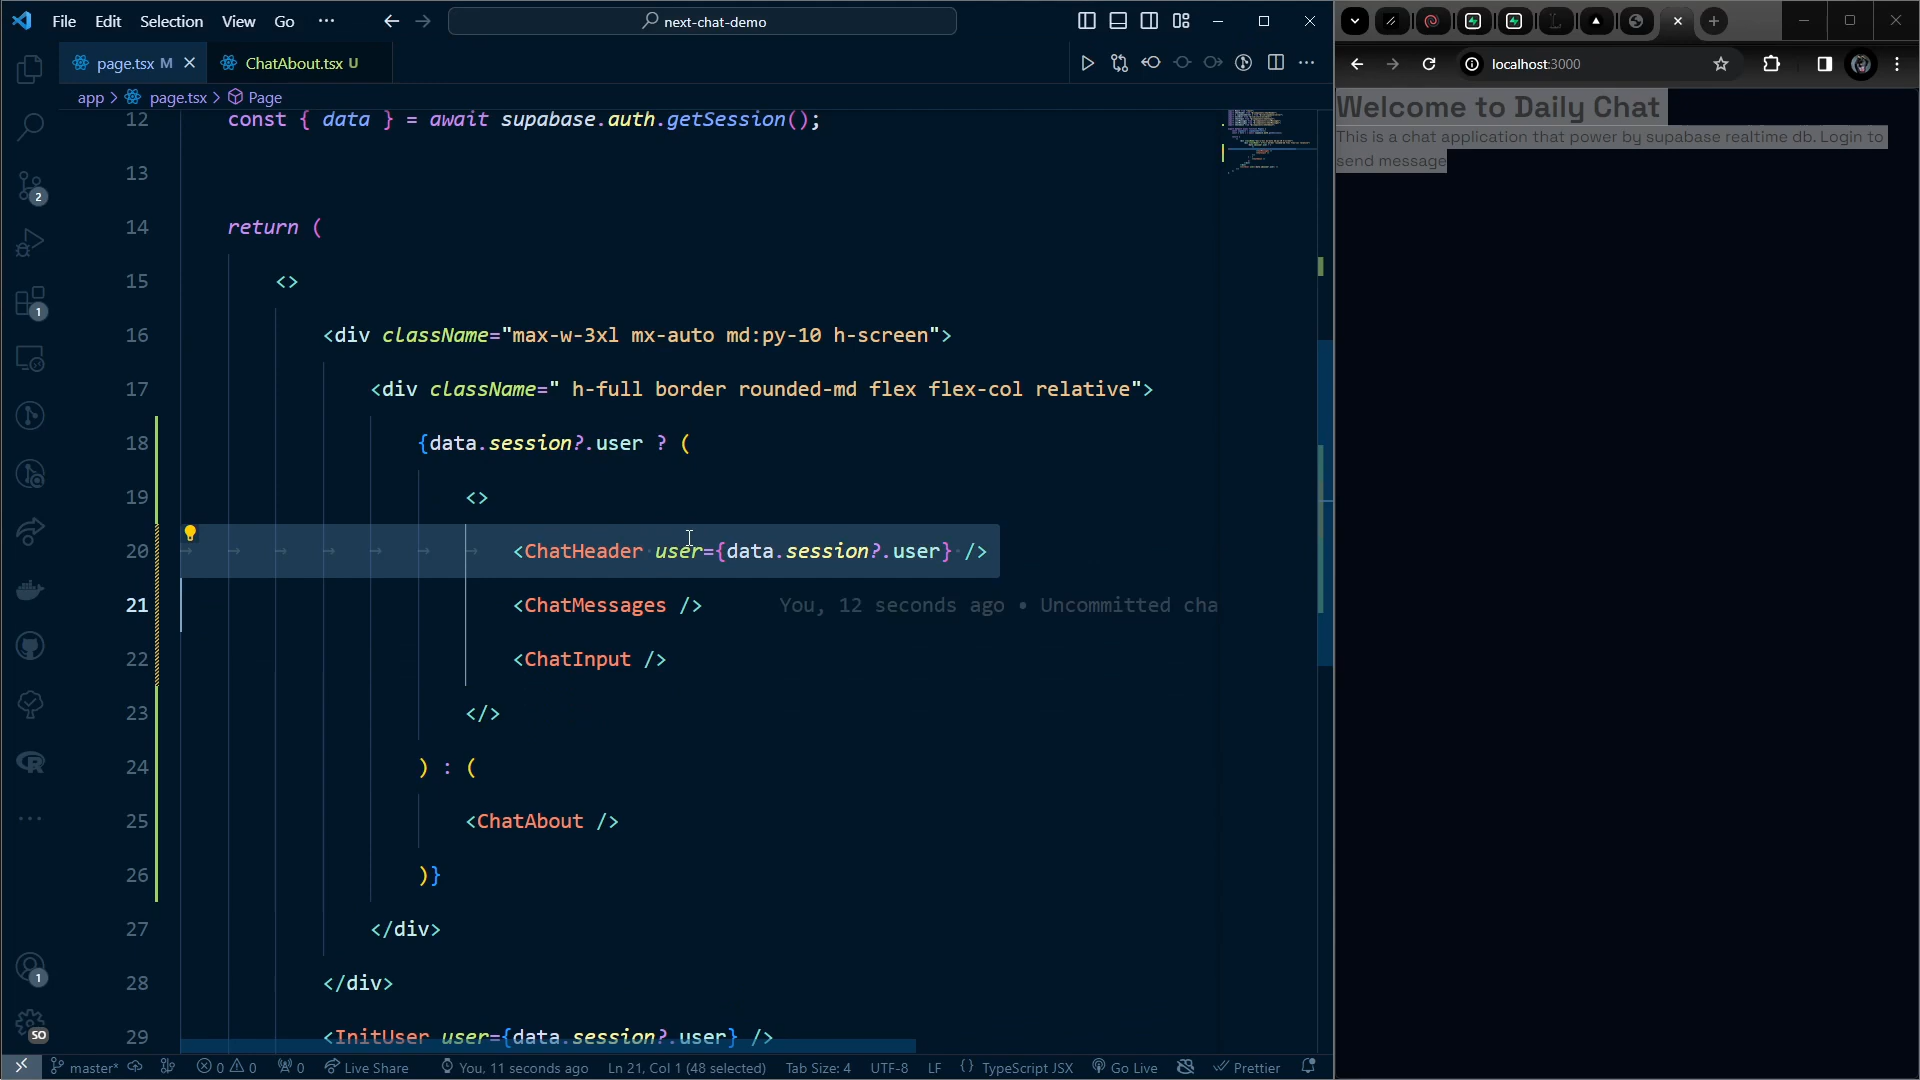 File Edit Selection View Go ··· next-chat-demo
page.tsx M ChatAbout.tsx U
app > page.tsx > Page
localhost:3000
12 const { data } = await supabase.auth.getSession();
13
14 return (
15 <>
16 <div className="max-w-3xl mx-auto md:py-10 h-screen">
17 <div className=" h-full border rounded-md flex flex-col relative">
18 {data.session?.user ? (
19 <>
20 <ChatHeader user={data.session?.user} />
21 <ChatMessages /> You, 12 seconds ago • Uncommitted cha
22 <ChatInput />
23 </>
24 ) : (
25 <ChatAbout />
26 )}
27 </div>
28 </div>
29 <InitUser user={data.session?.user} />
2
1
1
SO
master* 0 0 0 Live Share You, 11 seconds ago Ln 21, Col 1 (48 selected) Tab Size: 4 UTF-8 LF {} TypeScript JSX Go Live Prettier
Welcome to Daily Chat
This is a chat application that power by supabase realtime db. Login to
send message